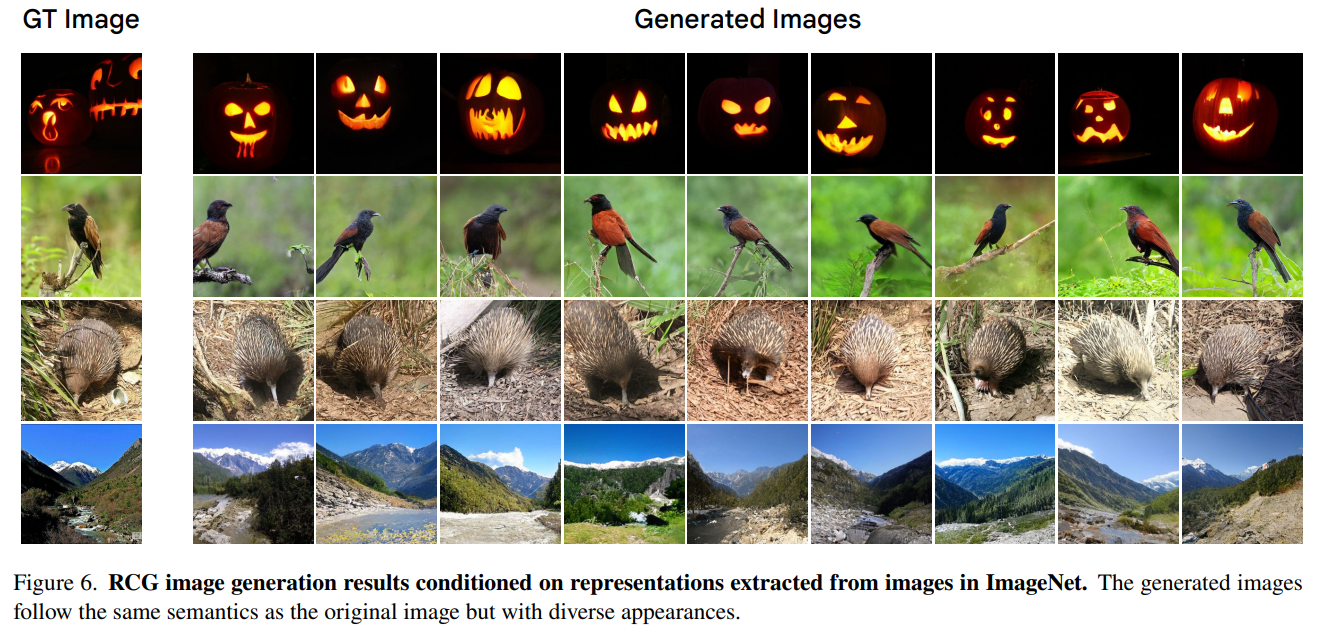 GT Image
Generated Images
Figure 6. RCG image generation results conditioned on representations extracted from images in ImageNet. The generated images
follow the same semantics as the original image but with diverse appearances.